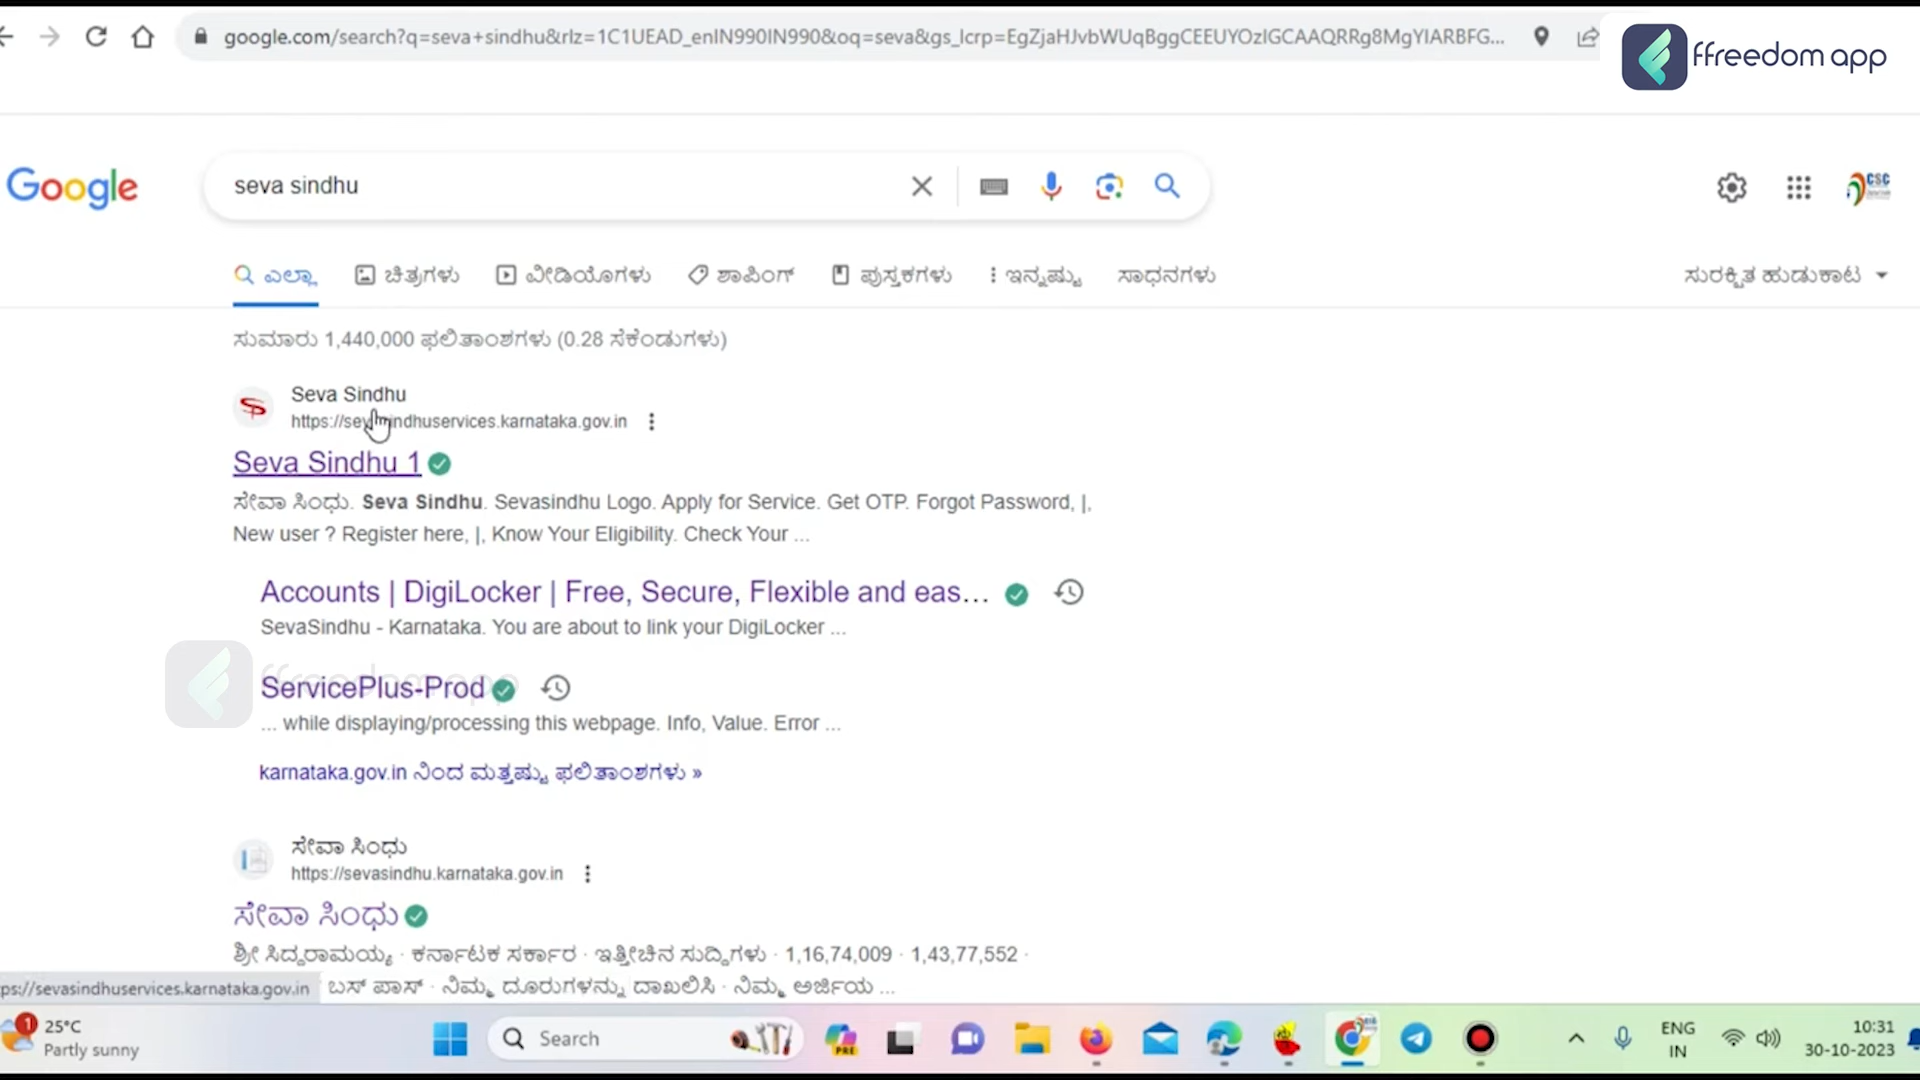 google.com/search?q=seva+sindhu&rlz=1C1UEAD_enIN990IN990&oq=seva&gs_lcrp=EgZjaHJvbWUqBggCEEUYOzIGCAAQRRg8MgYIARBFG...
ffreedom app
Google
seva sindhu
CSC
ಎಲ್ಲಾ ಚಿತ್ರಗಳು ವೀಡಿಯೊಗಳು ಶಾಪಿಂಗ್ ಪುಸ್ತಕಗಳು ಇನ್ನಷ್ಟು ಸಾಧನಗಳು ಸುರಕ್ಷಿತ ಹುಡುಕಾಟ
ಸುಮಾರು 1,440,000 ಫಲಿತಾಂಶಗಳು (0.28 ಸೆಕೆಂಡುಗಳು)
Seva Sindhu
https://sevasindhuservices.karnataka.gov.in
Seva Sindhu 1
ಸೇವಾ ಸಿಂಧು. Seva Sindhu. Sevasindhu Logo. Apply for Service. Get OTP. Forgot Password, |,
New user ? Register here, |, Know Your Eligibility. Check Your ...
Accounts | DigiLocker | Free, Secure, Flexible and eas...
SevaSindhu - Karnataka. You are about to link your DigiLocker ...
ffreedom app
ServicePlus-Prod
... while displaying/processing this webpage. Info, Value. Error ...
karnataka.gov.in ನಿಂದ ಮತ್ತಷ್ಟು ಫಲಿತಾಂಶಗಳು »
ಸೇವಾ ಸಿಂಧು
https://sevasindhu.karnataka.gov.in
ಸೇವಾ ಸಿಂಧು
ಶ್ರೀ ಸಿದ್ದರಾಮಯ್ಯ · ಕರ್ನಾಟಕ ಸರ್ಕಾರ · ಇತ್ತೀಚಿನ ಸುದ್ದಿಗಳು · 1,16,74,009 · 1,43,77,552 ·
ಬಸ್ ಪಾಸ್ · ನಿಮ್ಮ ದೂರುಗಳನ್ನು ದಾಖಲಿಸಿ · ನಿಮ್ಮ ಅರ್ಜಿಯ ...
ps://sevasindhuservices.karnataka.gov.in
1
25°C
Partly sunny
Search
PRE
ENG
IN
10:31
30-10-2023